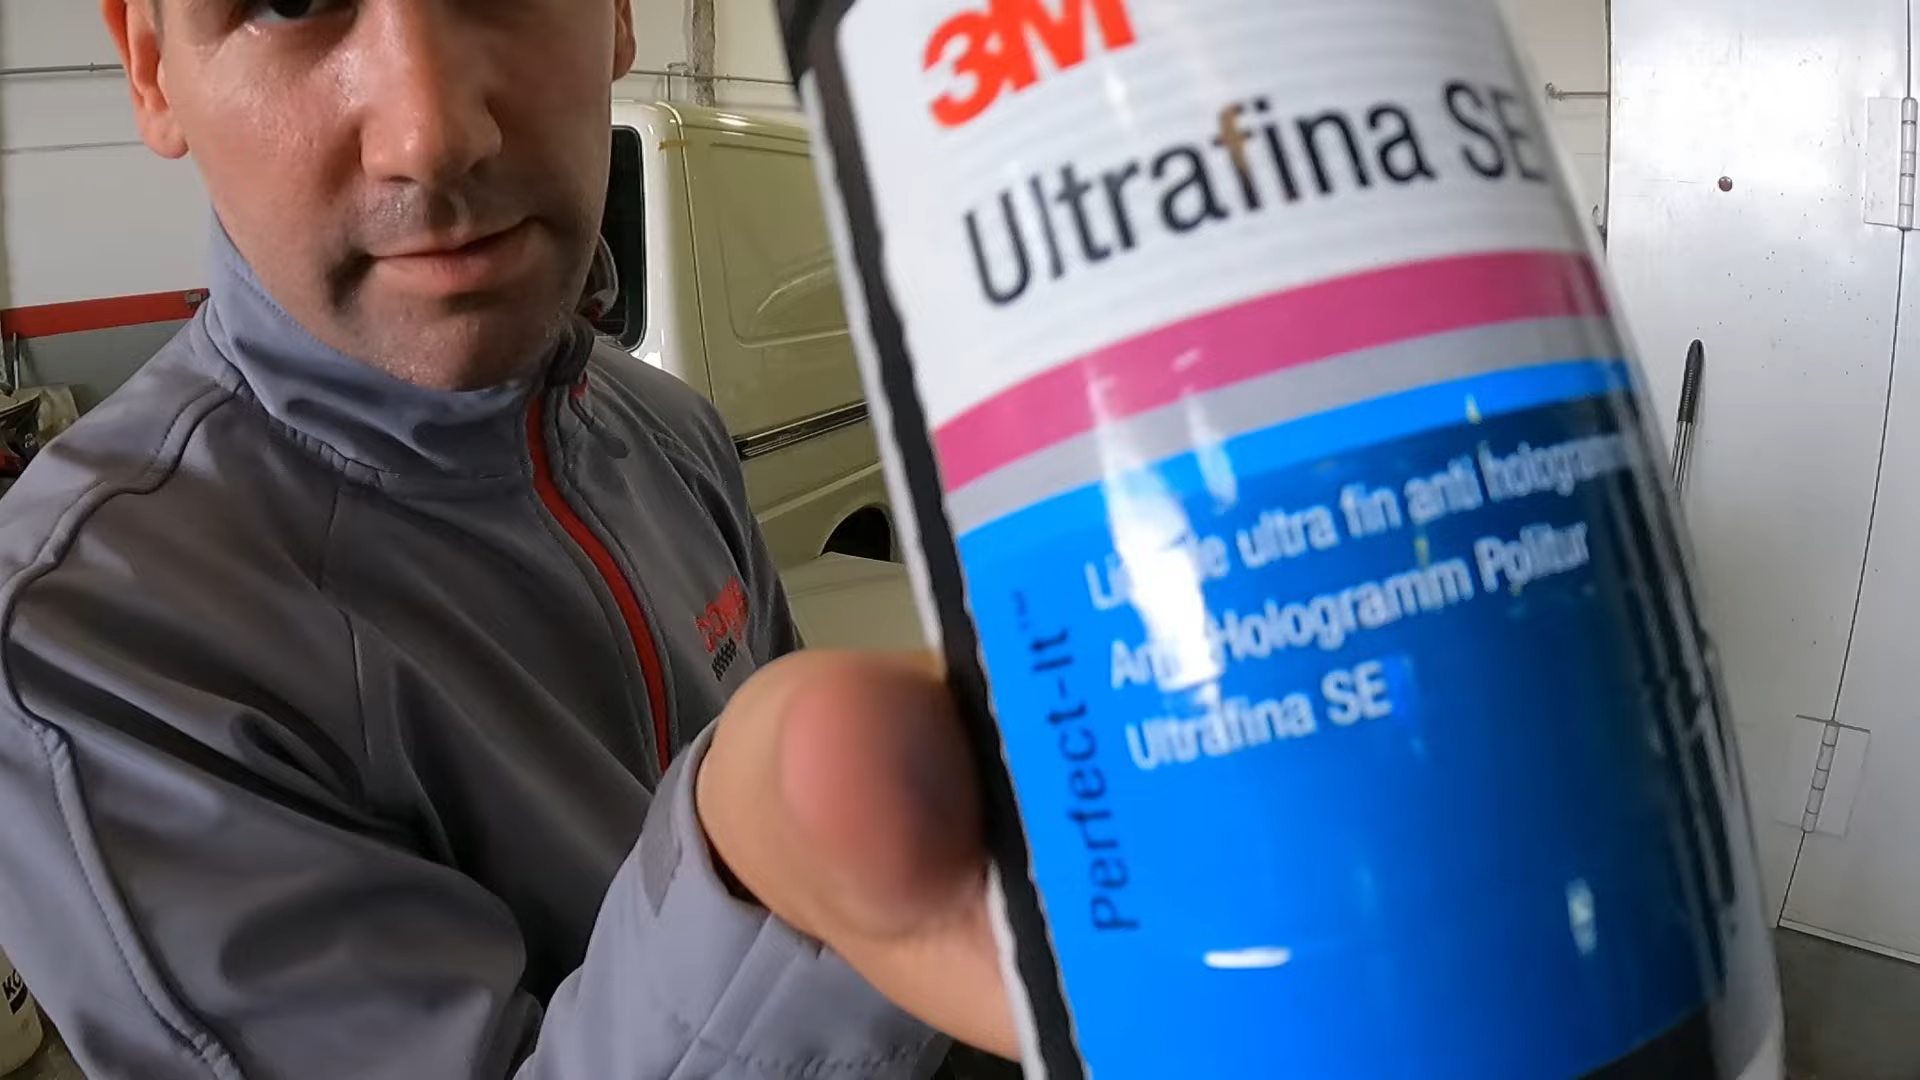 3M
Ultrafina SE
ultra fin anti
Hologramm Politur
Ultrafina SE
Perfect-It™